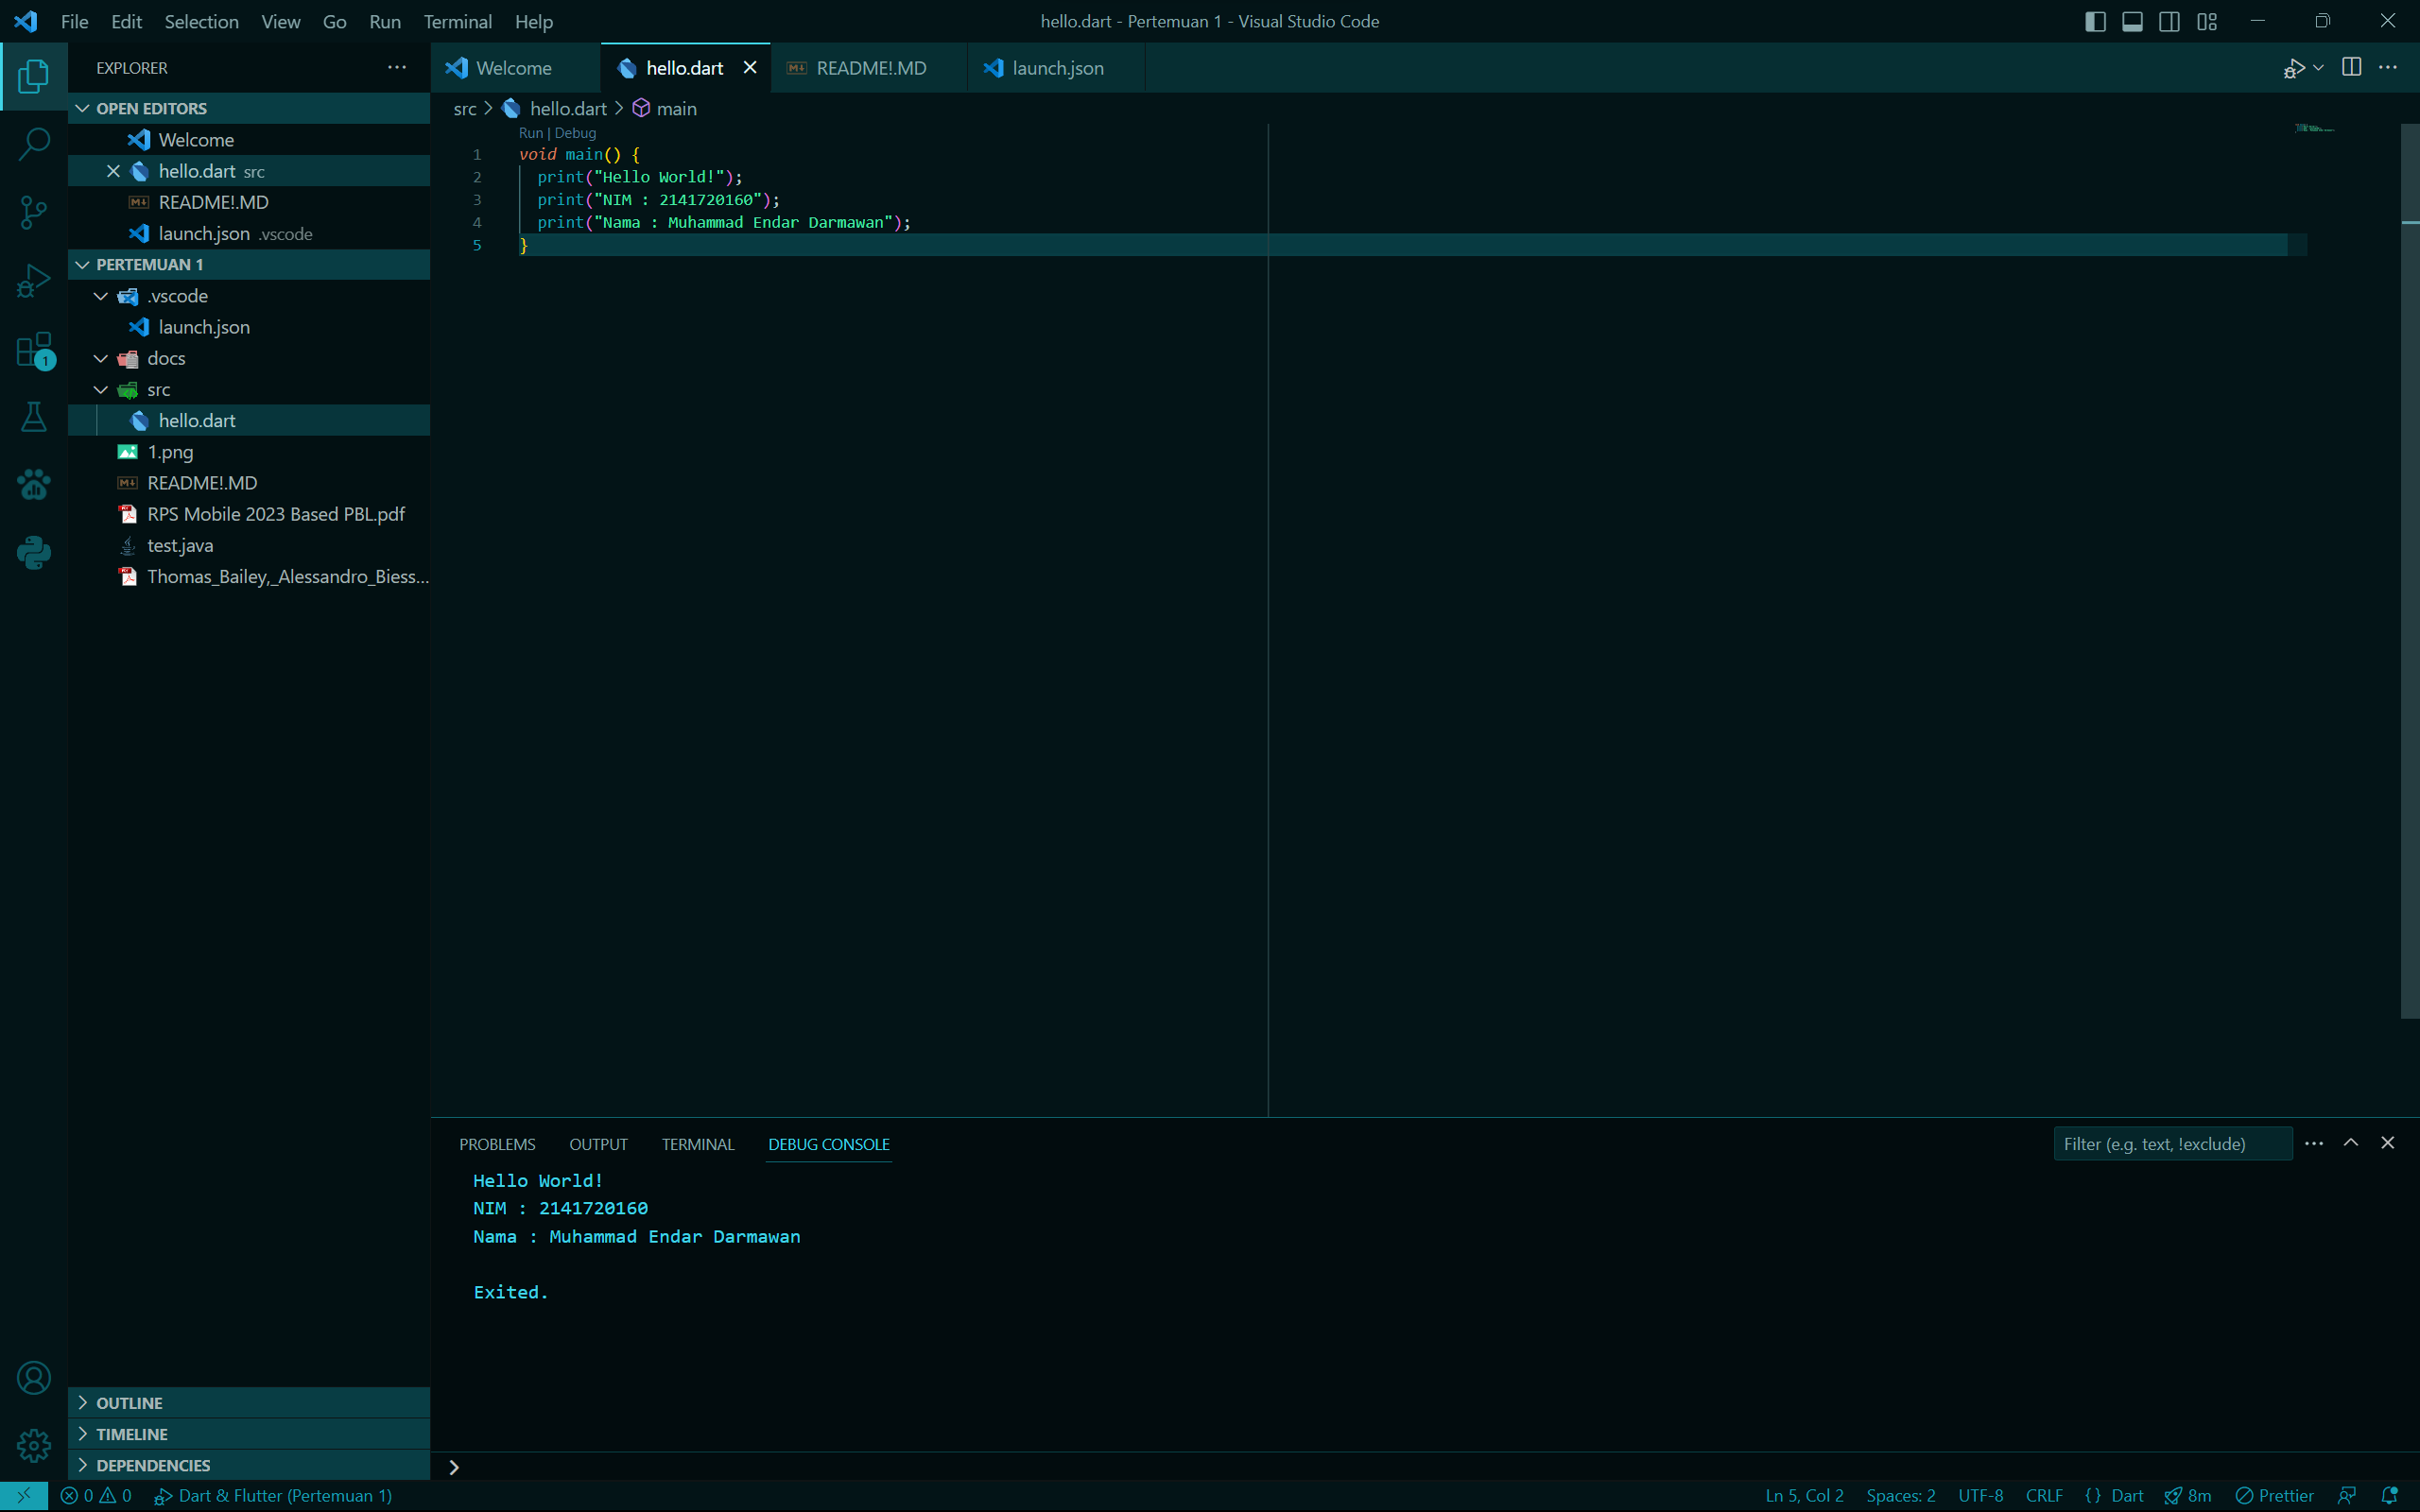 File Edit Selection View Go Run Terminal Help
hello.dart - Pertemuan 1 - Visual Studio Code
EXPLORER
OPEN EDITORS
Welcome
hello.dart src
README!.MD
launch.json .vscode
PERTEMUAN 1
.vscode
launch.json
docs
src
hello.dart
1.png
README!.MD
RPS Mobile 2023 Based PBL.pdf
test.java
Thomas_Bailey,_Alessandro_Biess...
OUTLINE
TIMELINE
DEPENDENCIES
1
Welcome
hello.dart
README!.MD
launch.json
src > hello.dart > main
Run | Debug
1 void main() {
2 print("Hello World!");
3 print("NIM : 2141720160");
4 print("Nama : Muhammad Endar Darmawan");
5 }
PROBLEMS OUTPUT TERMINAL DEBUG CONSOLE
Filter (e.g. text, !exclude)
Hello World!
NIM : 2141720160
Nama : Muhammad Endar Darmawan
Exited.
0 0 Dart & Flutter (Pertemuan 1)
Ln 5, Col 2 Spaces: 2 UTF-8 CRLF {} Dart 8m Prettier